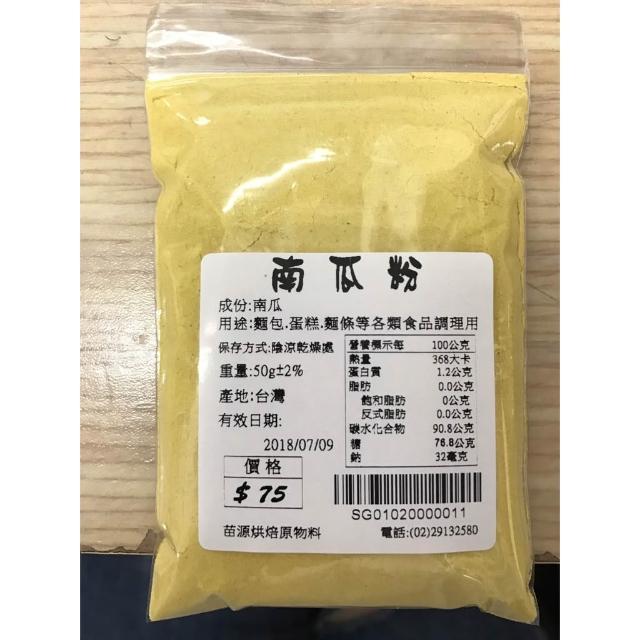 南瓜粉
成份:南瓜
用途:麵包.蛋糕.麵條等各類食品調理用
保存方式:陰涼乾燥處
重量:50g±2%
產地:台灣
有效日期:
2018/07/09
價格
$75
苗源烘焙原物料
營養標示每 100公克
熱量 368大卡
蛋白質 1.2公克
脂肪 0.0公克
飽和脂肪 0公克
反式脂肪 0.0公克
碳水化合物 90.8公克
糖 76.8公克
鈉 32毫克
SG01020000011
電話:(02)29132580